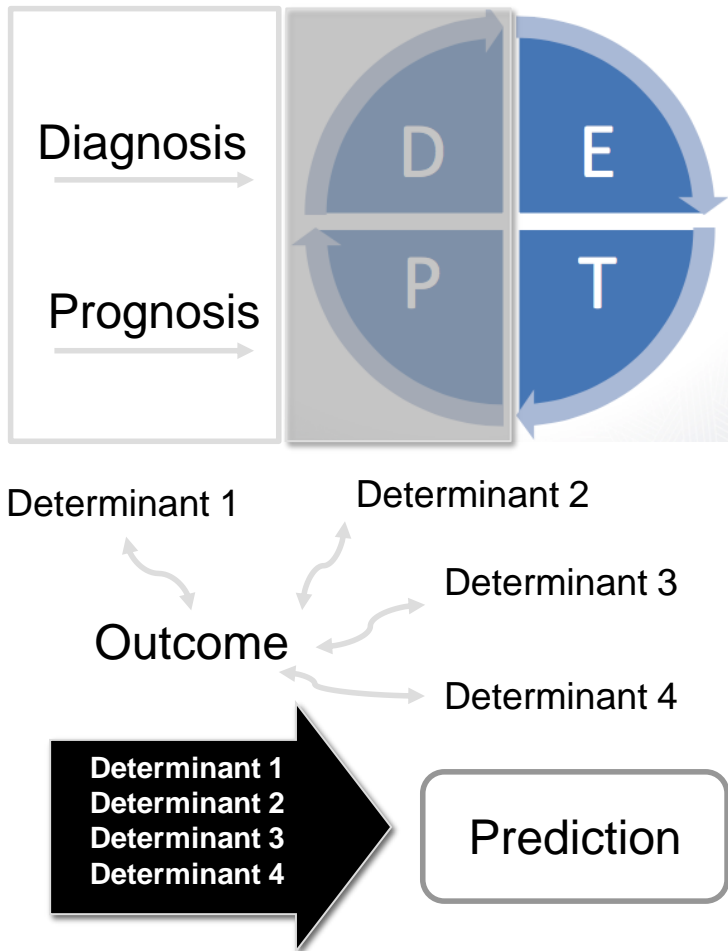 Diagnosis
D E
Prognosis
P T
Determinant 1
Determinant 2
Determinant 3
Outcome
Determinant 4
Determinant 1
Determinant 2
Determinant 3
Determinant 4
Prediction